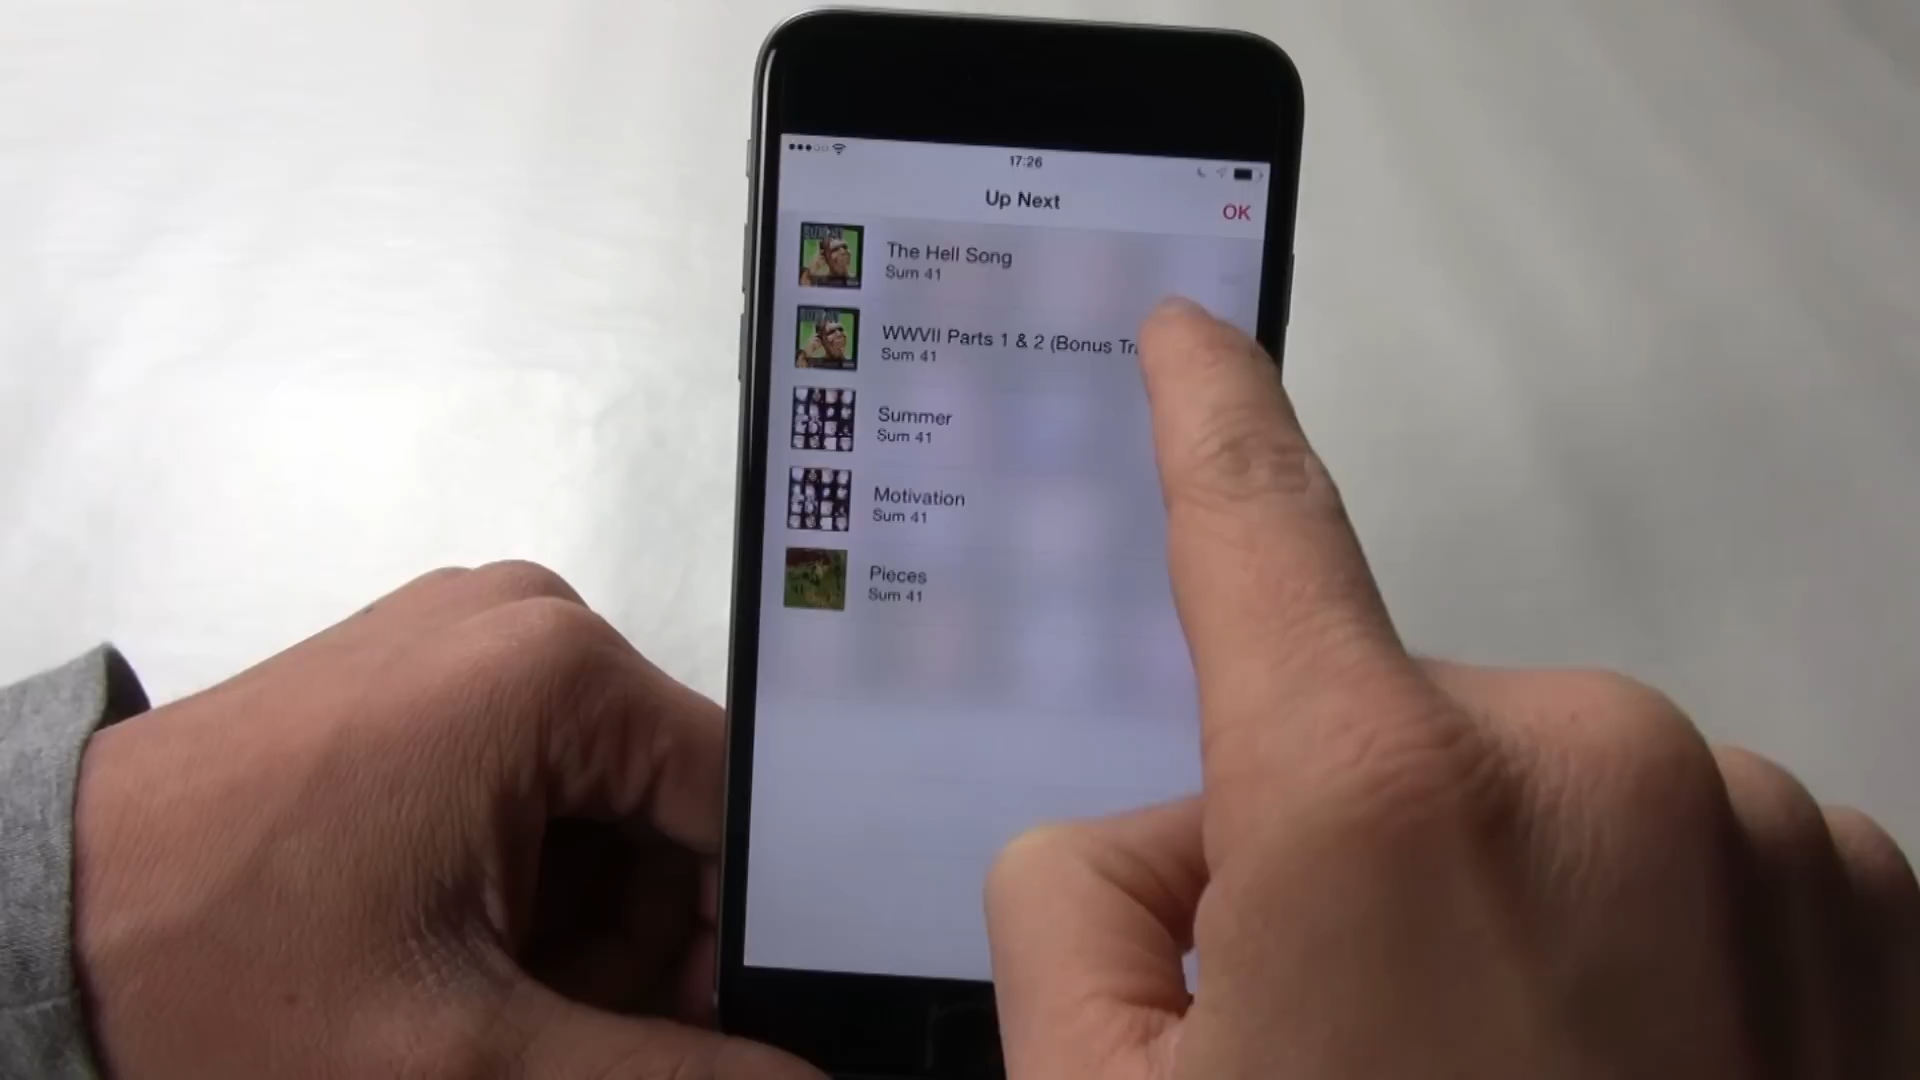 17:26
Up Next
OK
The Hell Song
Sum 41
WWVII Parts 1 & 2 (Bonus Tra
Sum 41
Summer
Sum 41
Motivation
Sum 41
Pieces
Sum 41